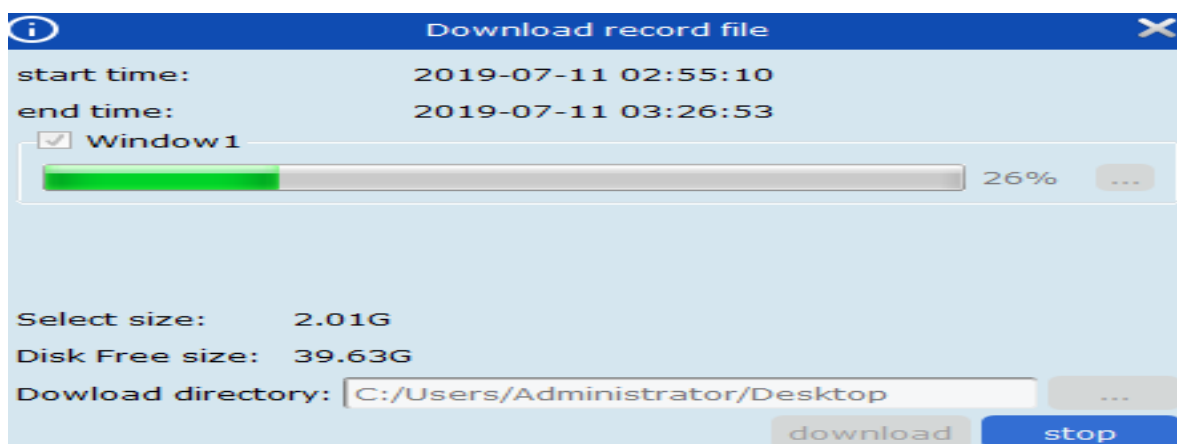 Download record file
start time: 2019-07-11 02:55:10
end time: 2019-07-11 03:26:53
Window1
26% ...
Select size: 2.01G
Disk Free size: 39.63G
Dowload directory: C:/Users/Administrator/Desktop ...
download stop